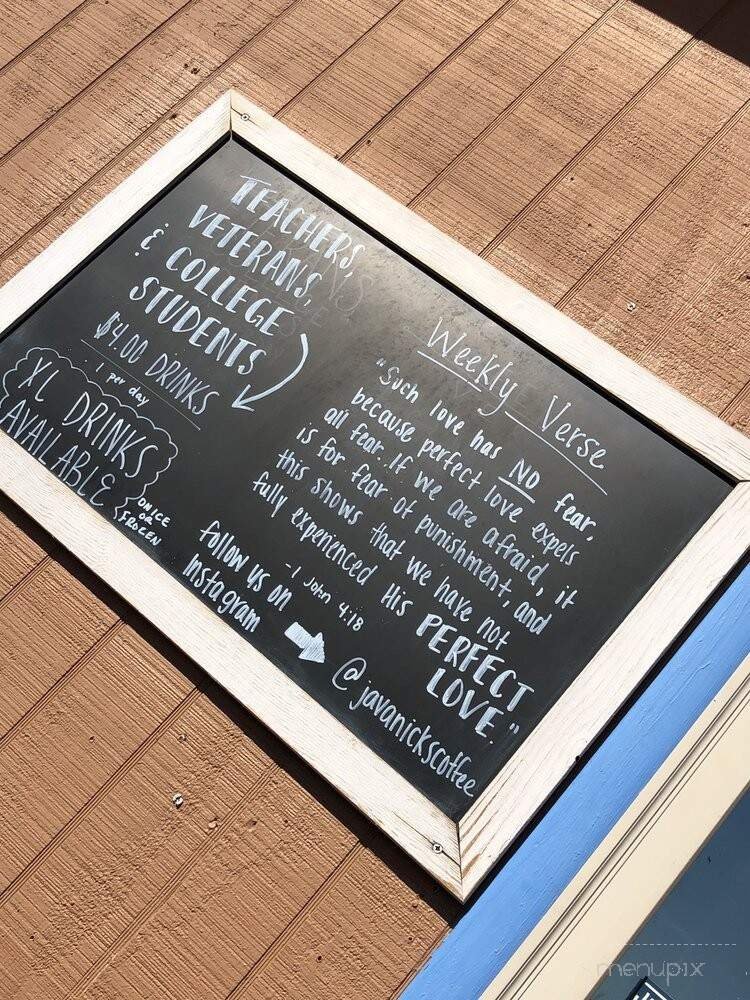 TEACHERS,
VETERANS,
& COLLEGE
STUDENTS
$4.00 DRINKS
1 per day
XL DRINKS
AVAILABLE
ON ICE
OR
FROZEN
Weekly Verse
"Such love has NO fear,
because perfect love expels
all fear. If we are afraid, it
is for fear of punishment, and
this shows that we have not
fully experienced His PERFECT
LOVE."
-1 John 4:18
follow us on
Instagram
@javanickscoffee
menupix